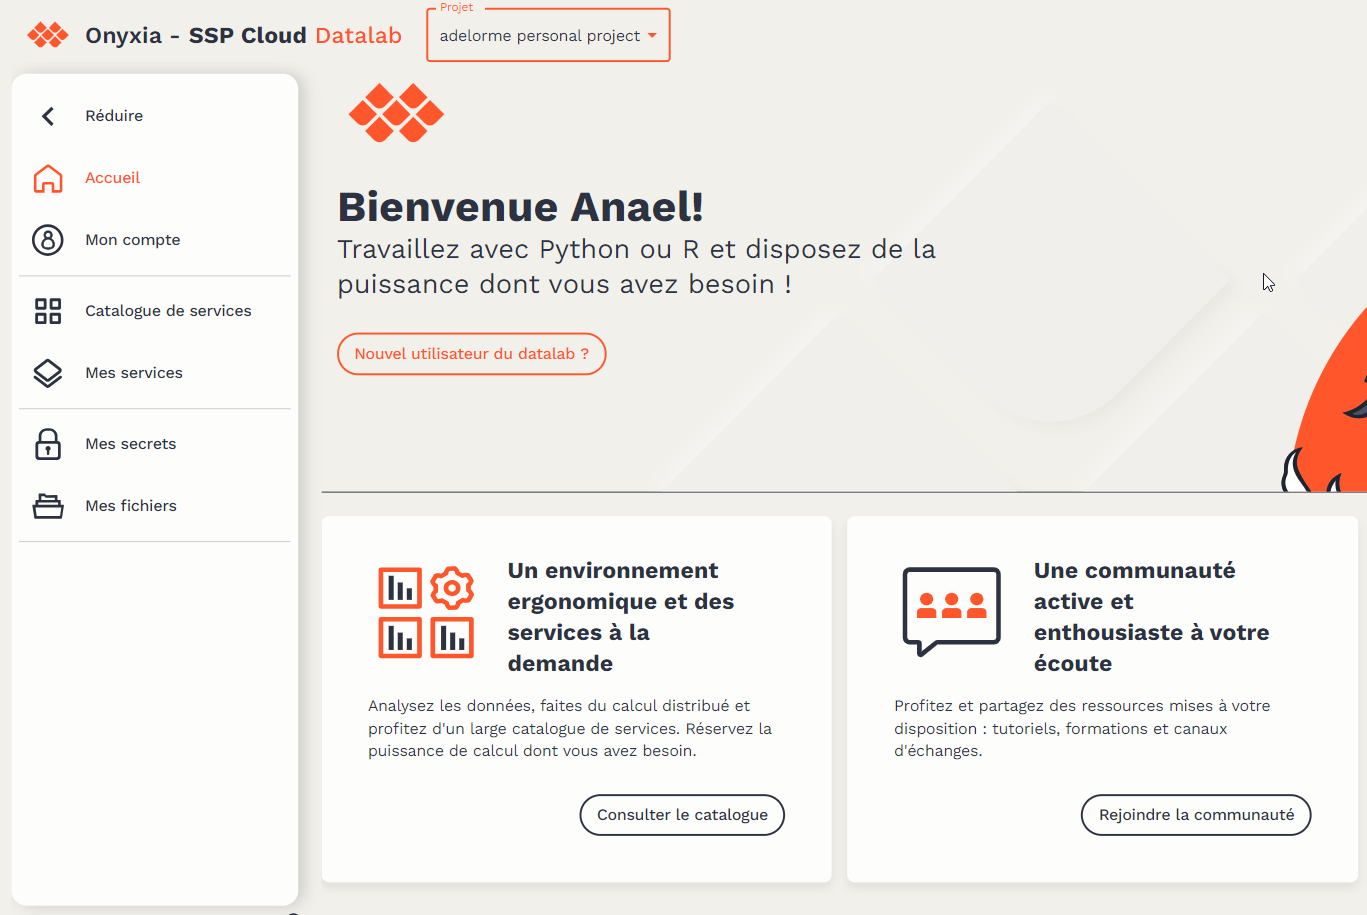 Onyxia - SSP Cloud Datalab
Projet
adelorme personal project
Réduire
Accueil
Mon compte
Catalogue de services
Mes services
Mes secrets
Mes fichiers
Bienvenue Anael!
Travaillez avec Python ou R et disposez de la
puissance dont vous avez besoin !
Nouvel utilisateur du datalab ?
Un environnement
ergonomique et des
services à la
demande
Analysez les données, faites du calcul distribué et
profitez d'un large catalogue de services. Réservez la
puissance de calcul dont vous avez besoin.
Consulter le catalogue
Une communauté
active et
enthousiaste à votre
écoute
Profitez et partagez des ressources mises à votre
disposition : tutoriels, formations et canaux
d'échanges.
Rejoindre la communauté